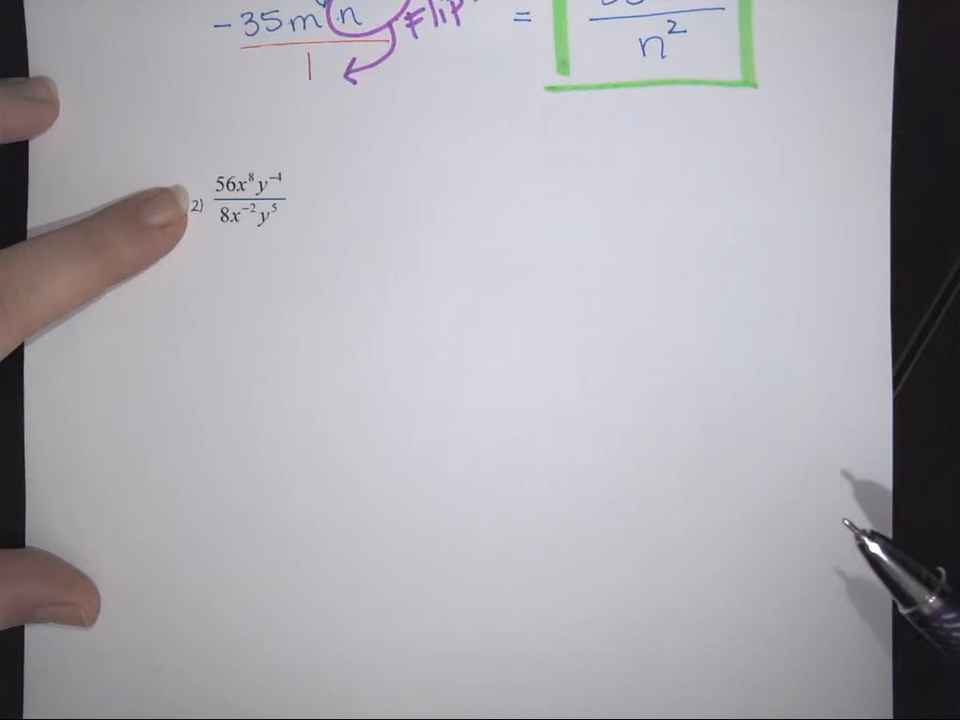 -35m n flip
1
=
n²
2) 56x⁸y⁻⁴
8x⁻²y⁵